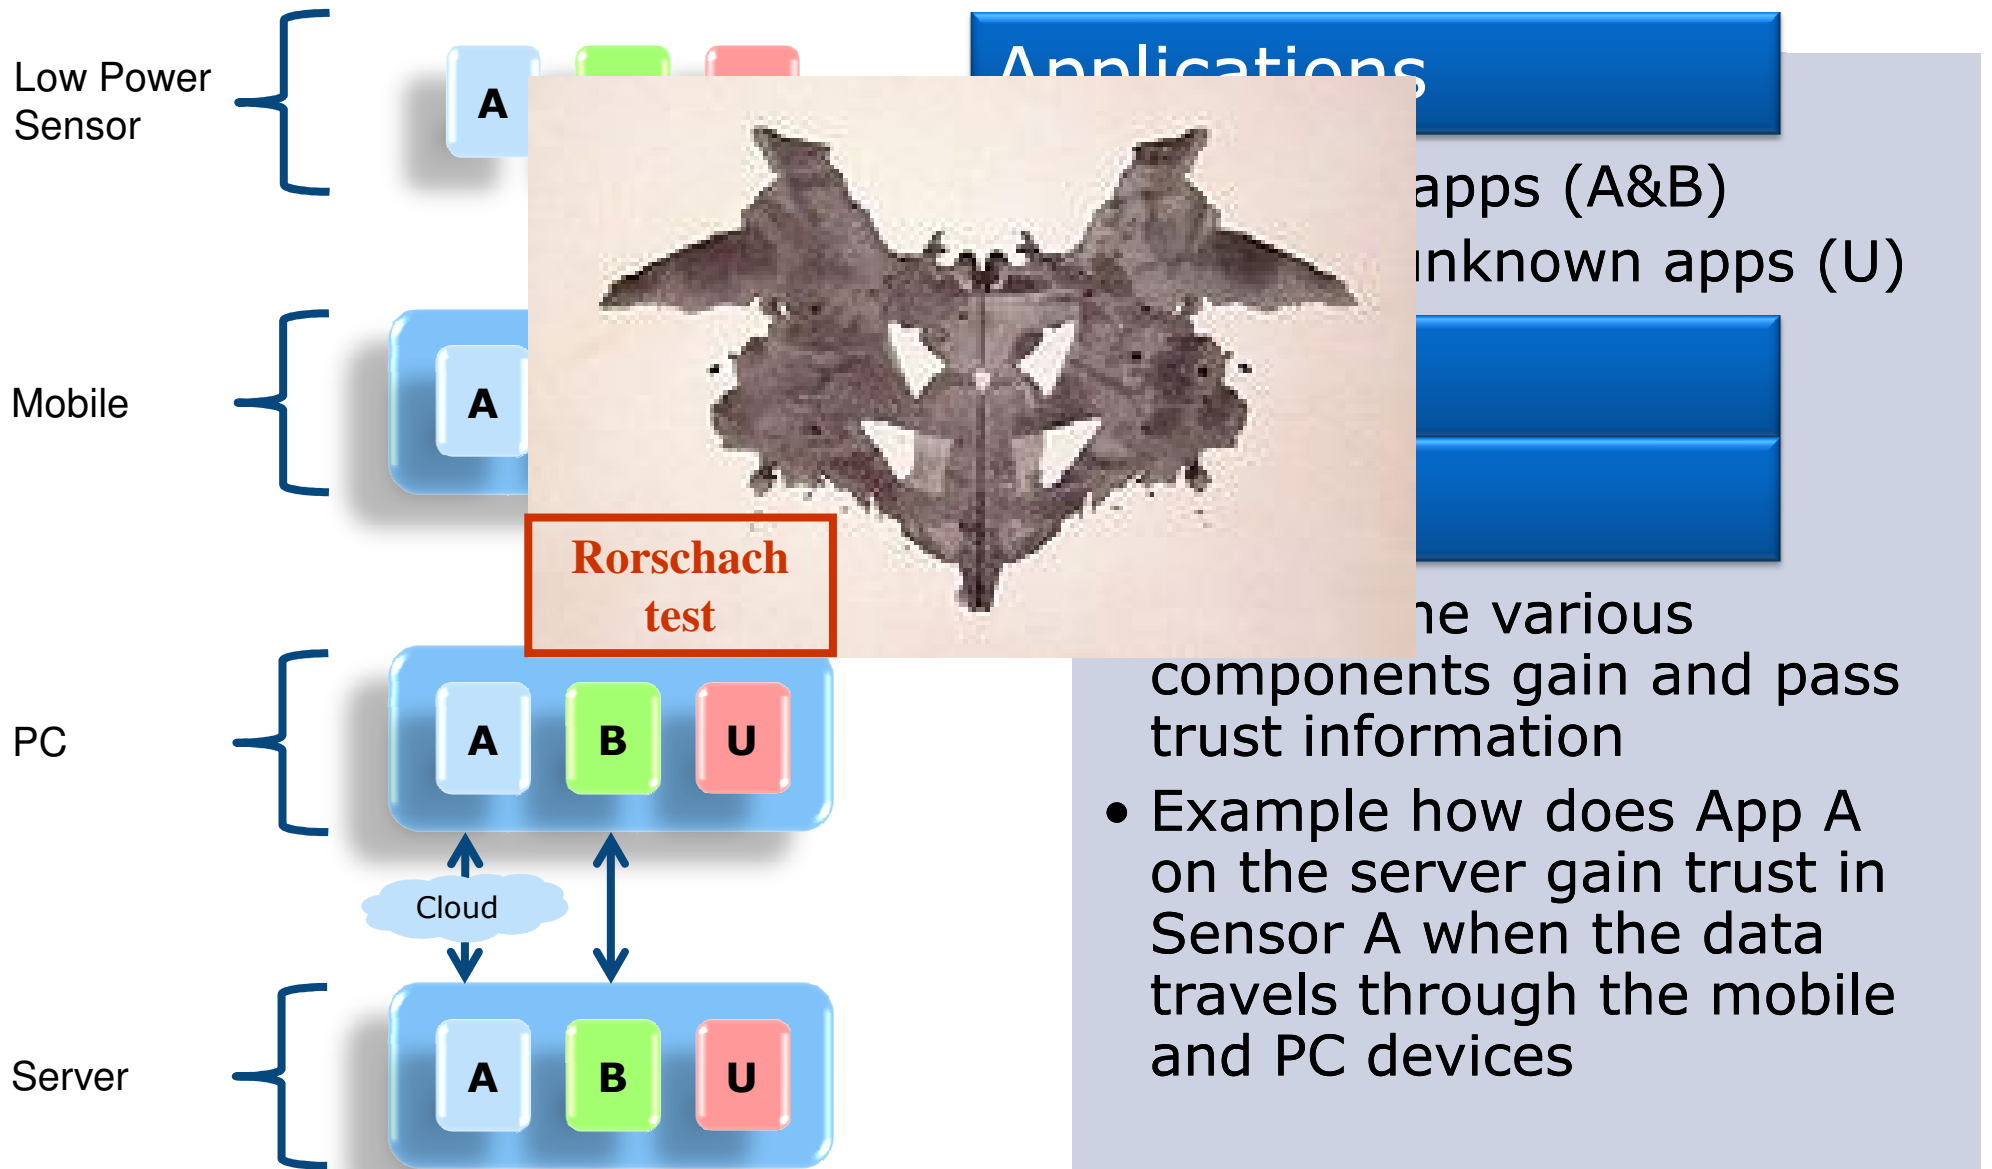 Low Power
Sensor
A
Applications
apps (A&B)
unknown apps (U)
Mobile
A
Rorschach
test
various
components gain and pass
trust information
PC
A B U
• Example how does App A
on the server gain trust in
Sensor A when the data
travels through the mobile
and PC devices
Cloud
Server
A B U